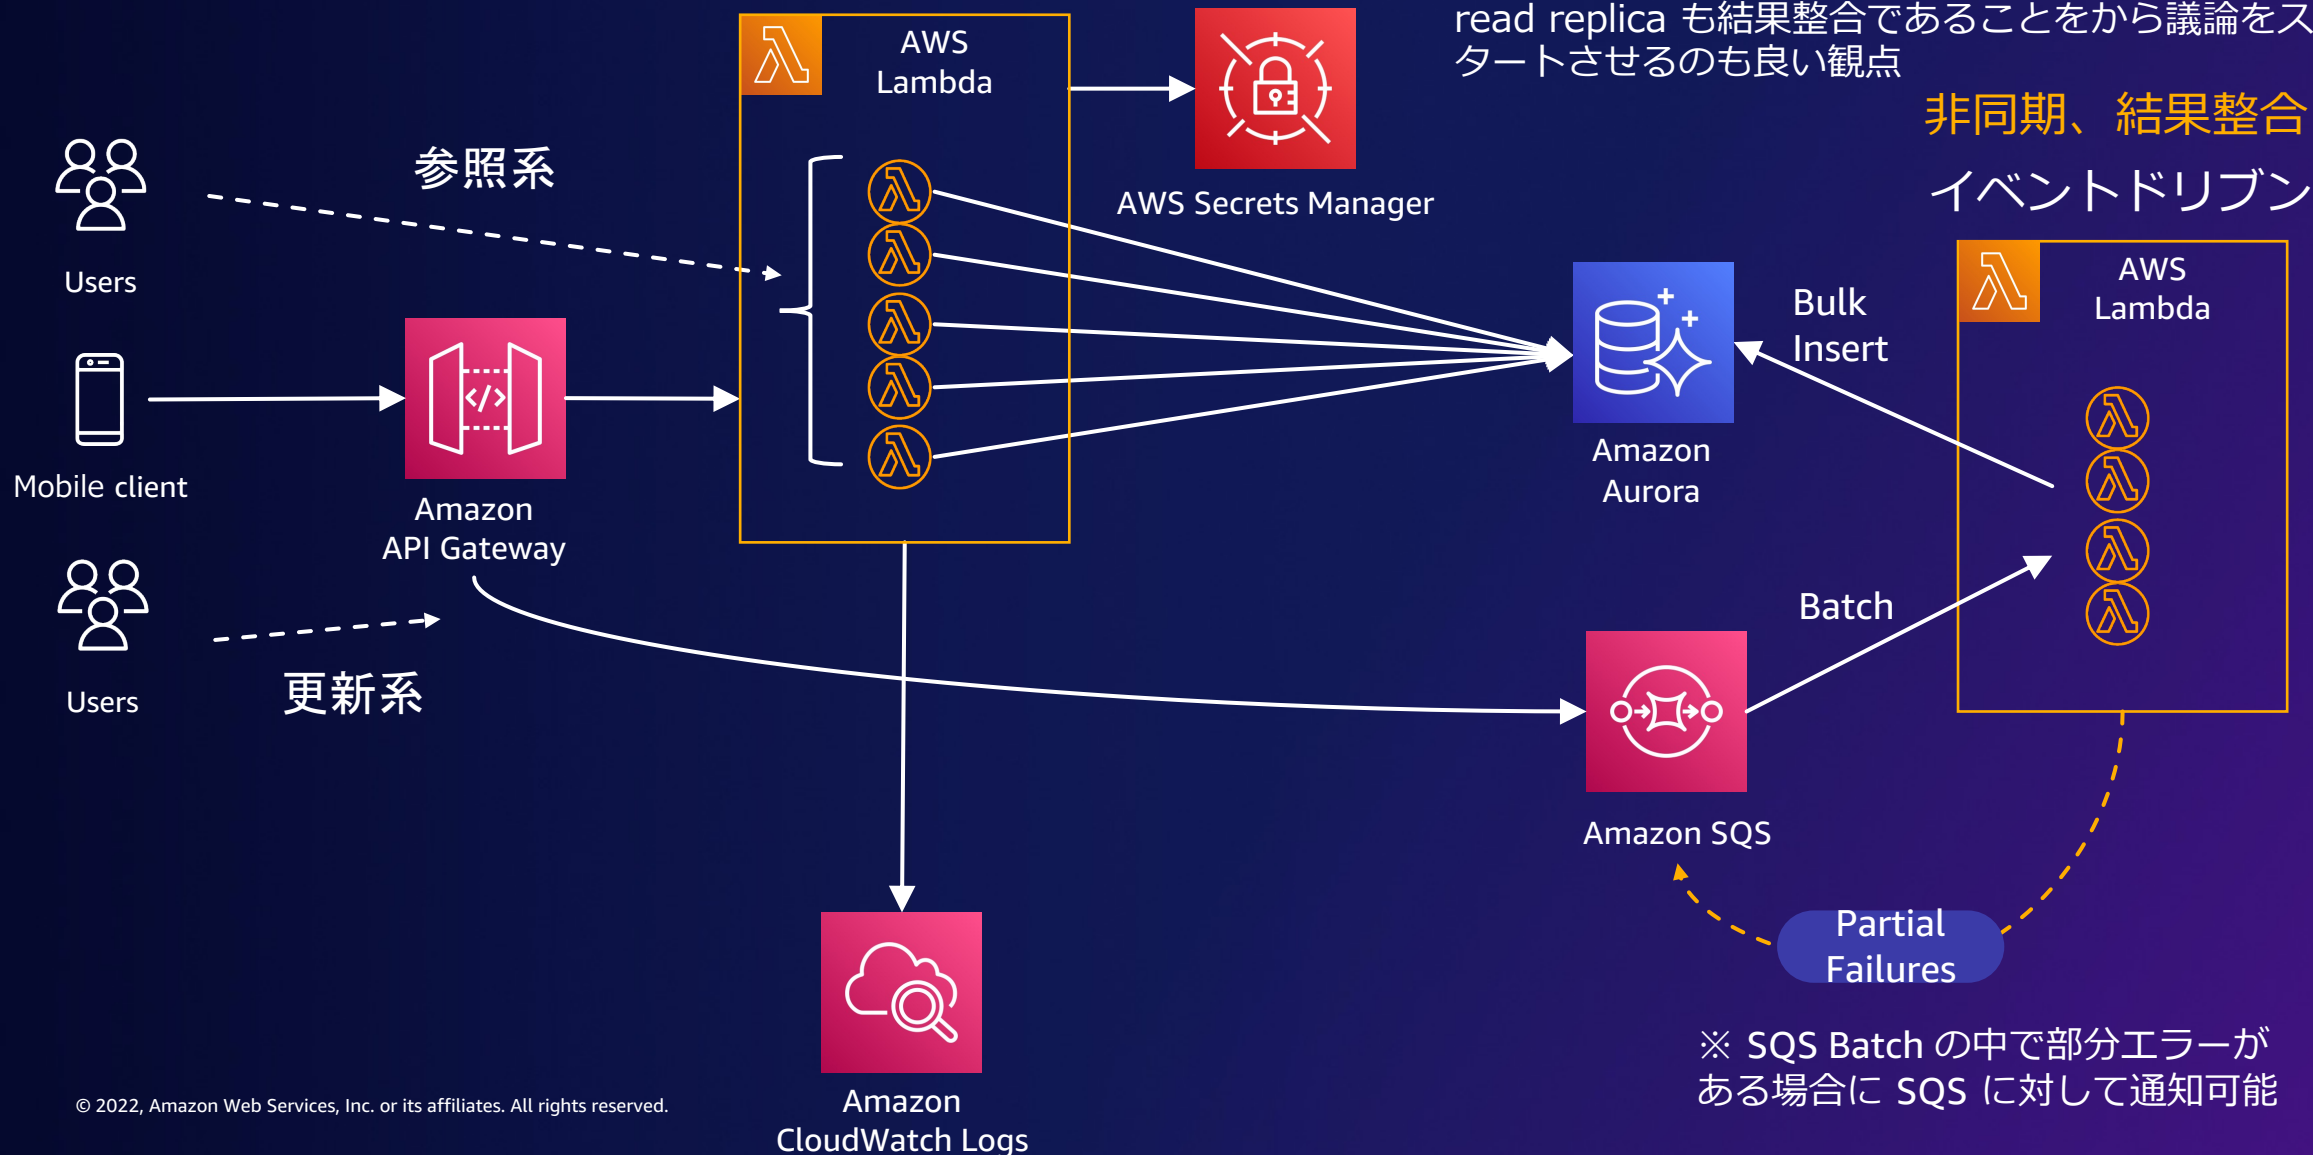 read replica も結果整合であることをから議論をス
タートさせるのも良い観点
非同期、結果整合
イベントドリブン
AWS
Lambda
AWS Secrets Manager
参照系
Users
Mobile client
Amazon
API Gateway
Users
更新系
Amazon
Aurora
Bulk
Insert
AWS
Lambda
Batch
Amazon SQS
Partial
Failures
※ SQS Batch の中で部分エラーが
ある場合に SQS に対して通知可能
Amazon
CloudWatch Logs
© 2022, Amazon Web Services, Inc. or its affiliates. All rights reserved.